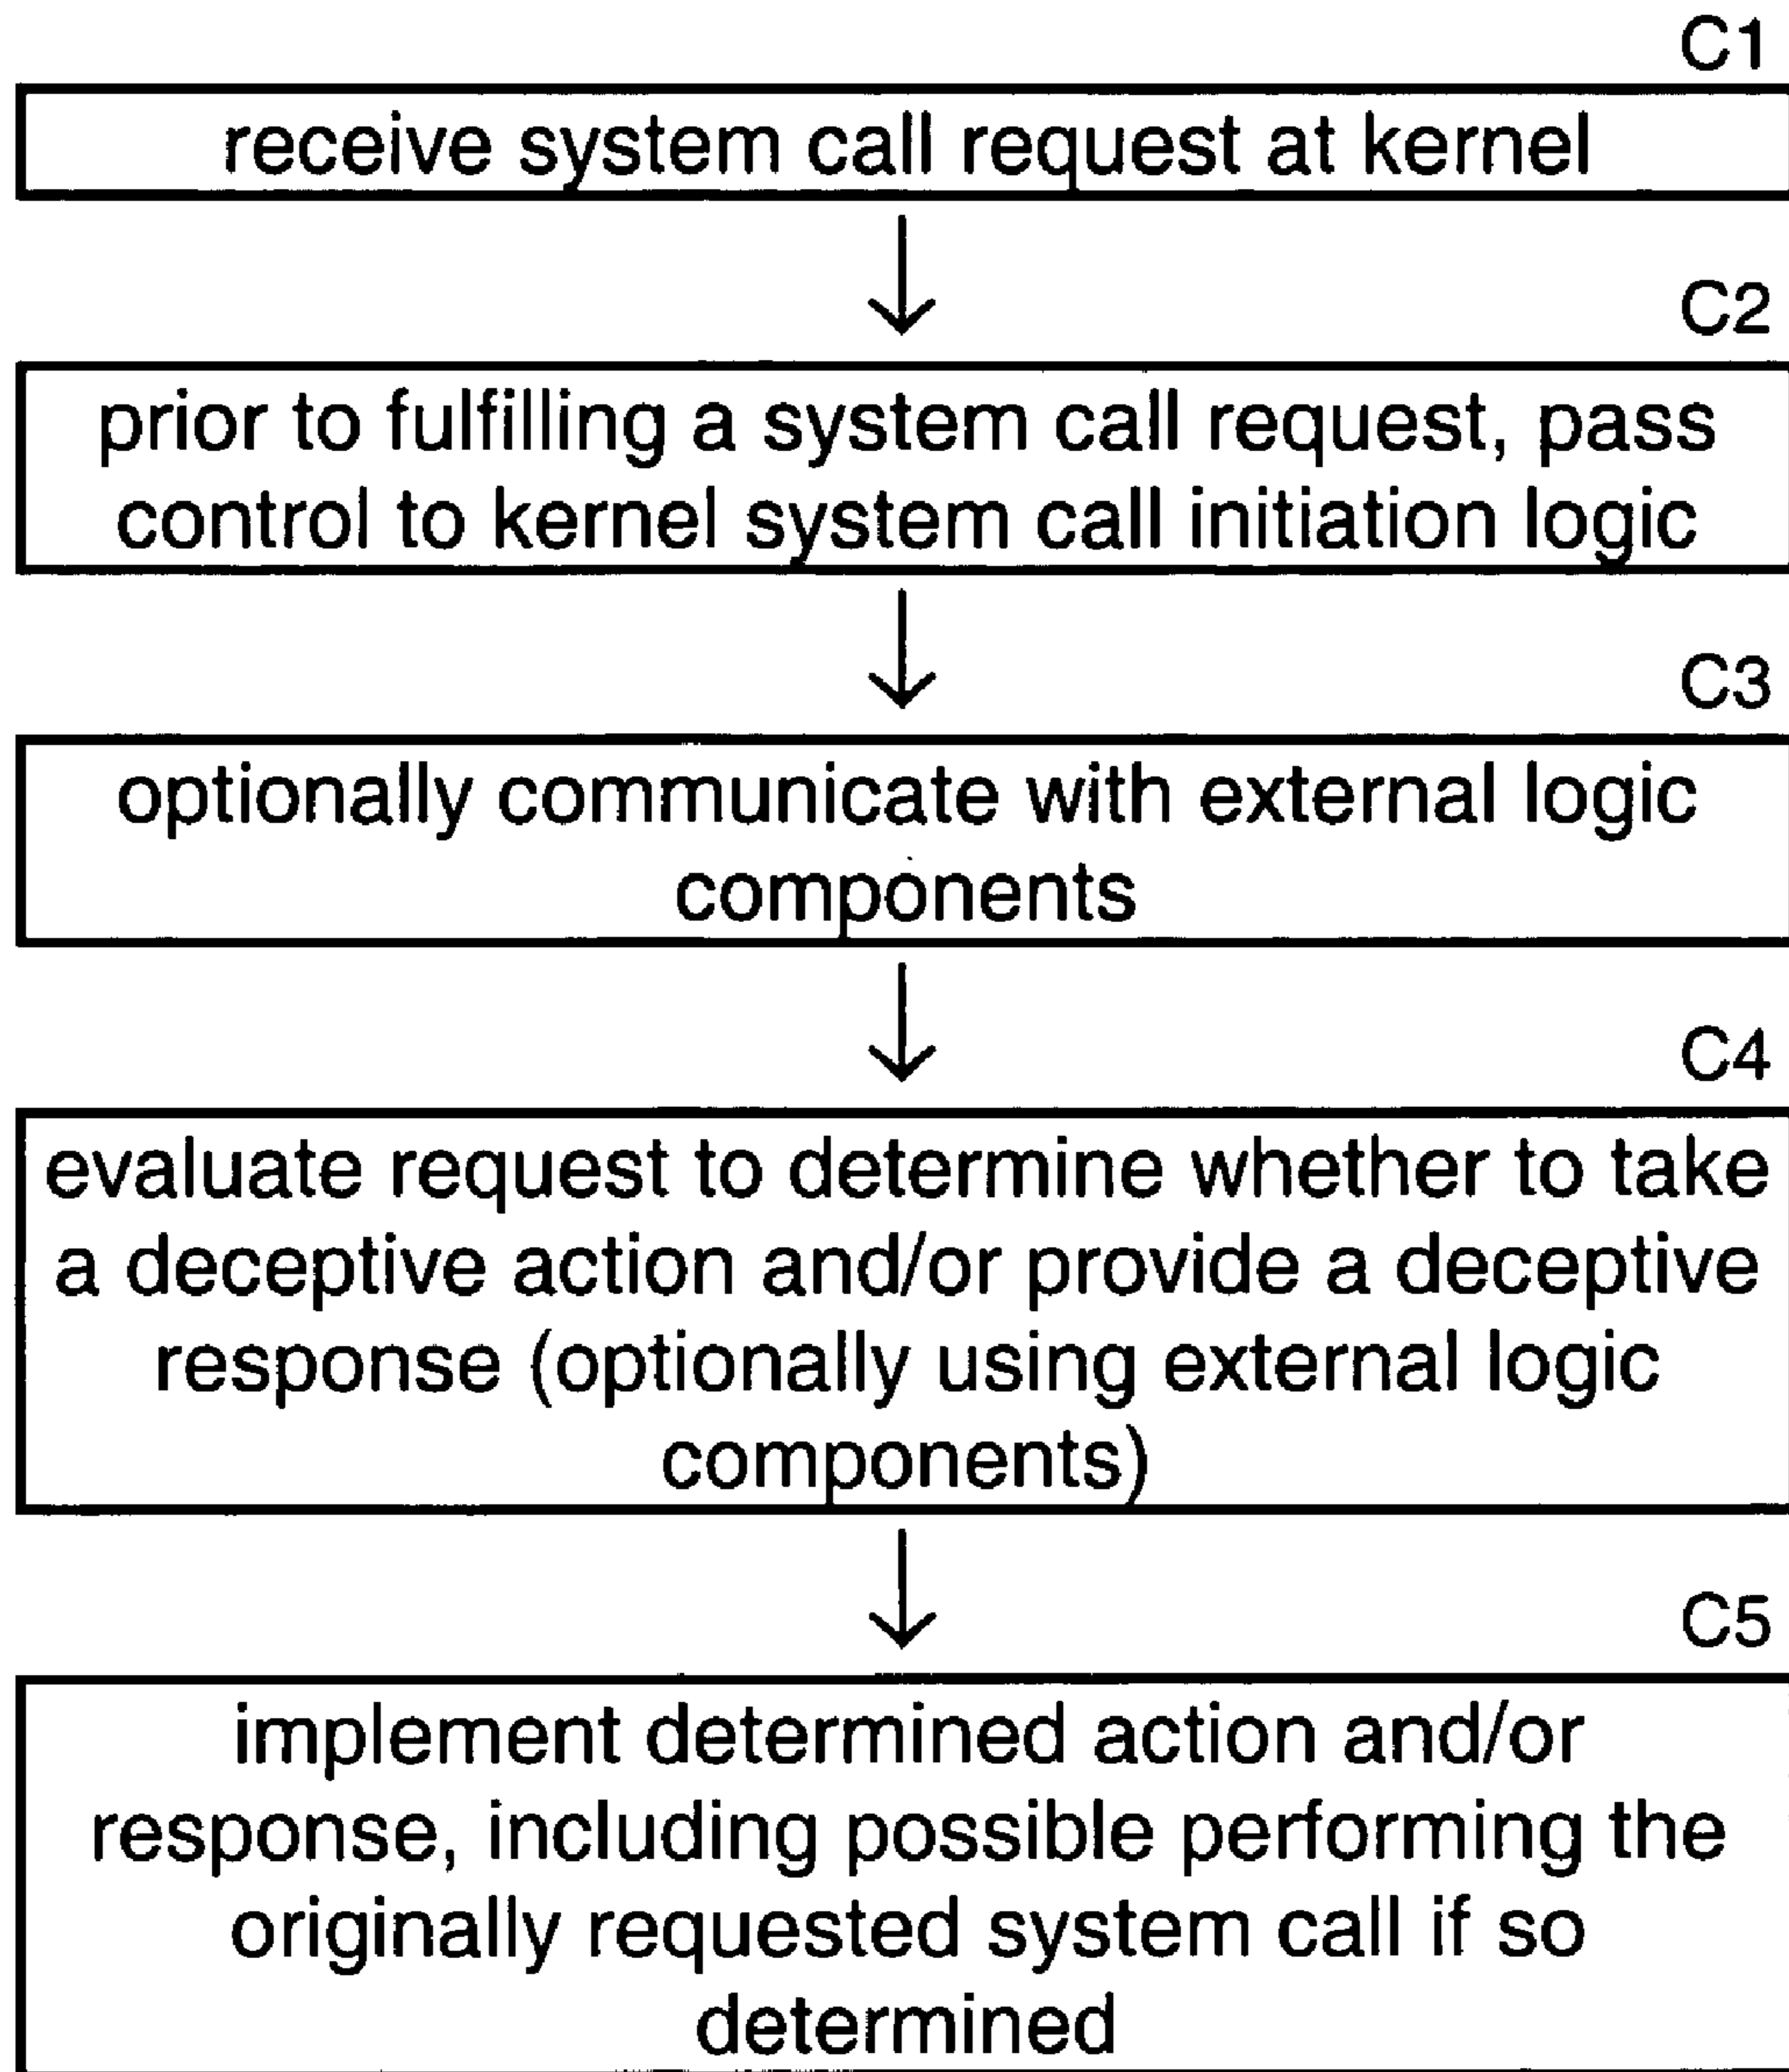 C1
receive system call request at kernel
C2
prior to fulfilling a system call request, pass
control to kernel system call initiation logic
C3
optionally communicate with external logic
components
C4
evaluate request to determine whether to take
a deceptive action and/or provide a deceptive
response (optionally using external logic
components)
C5
implement determined action and/or
response, including possible performing the
originally requested system call if so
determined